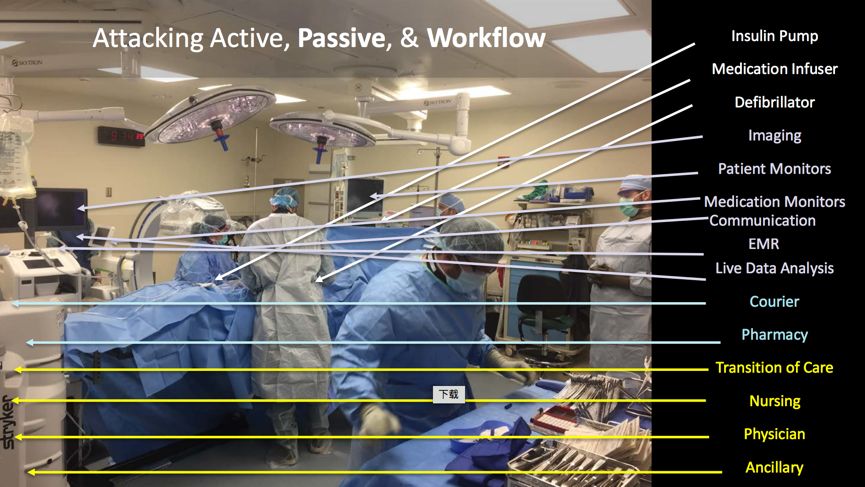 Attacking Active, Passive, & Workflow
Insulin Pump
Medication Infuser
Defibrillator
Imaging
Patient Monitors
Medication Monitors
Communication
EMR
Live Data Analysis
Courier
Pharmacy
Transition of Care
Nursing
Physician
Ancillary
SKYTRON
SKYTRON
下载
stryker